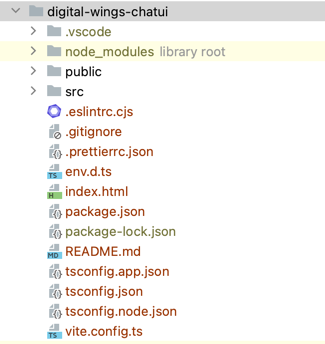 digital-wings-chatui
.vscode
node_modules library root
public
src
.eslintrc.cjs
.gitignore
.prettierrc.json
env.d.ts
index.html
package.json
package-lock.json
README.md
tsconfig.app.json
tsconfig.json
tsconfig.node.json
vite.config.ts